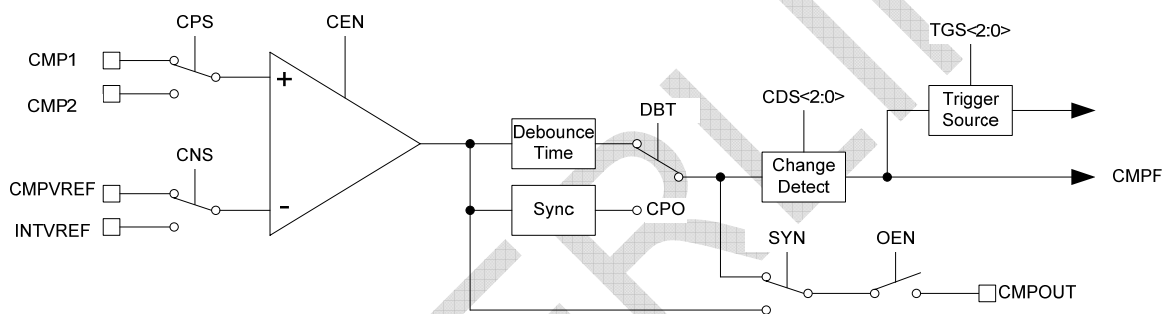 CPS
CEN
TGS<2:0>
CMP1
+
CMP2
Trigger
Source
DBT
CDS<2:0>
Debounce
Time
CNS
Change
Detect
CMPF
CMPVREF
-
INTVREF
Sync
CPO
SYN
OEN
CMPOUT